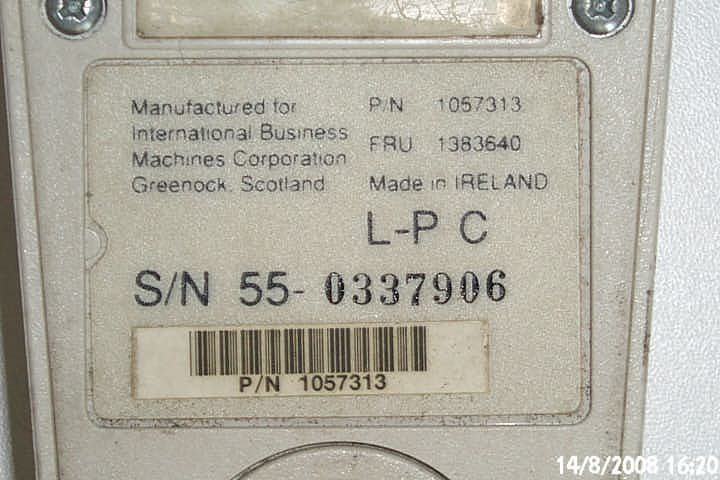 Manufactured for
International Business
Machines Corporation
Greenock, Scotland
P/N 1057313
FRU 1383640
Made in IRELAND
L-P C
S/N 55- 0337906
P/N 1057313
14/8/2008 16:20